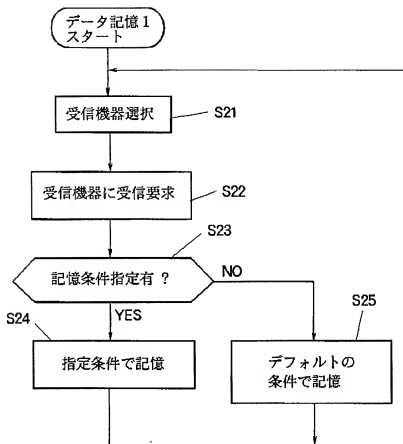 データ記憶1
スタート
受信機器選択
S21
受信機器に受信要求
S22
S23
記憶条件指定有?
NO
YES
S24
S25
指定条件で記憶
デフォルトの
条件で記憶